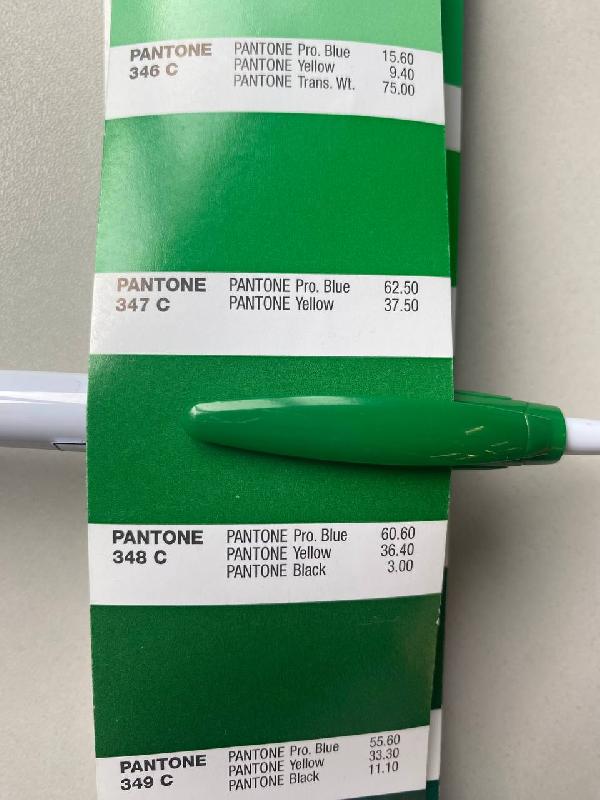 PANTONE 346 C
PANTONE Pro. Blue 15.60
PANTONE Yellow 9.40
PANTONE Trans. Wt. 75.00
PANTONE 347 C
PANTONE Pro. Blue 62.50
PANTONE Yellow 37.50
PANTONE 348 C
PANTONE Pro. Blue 60.60
PANTONE Yellow 36.40
PANTONE Black 3.00
PANTONE 349 C
PANTONE Pro. Blue 55.60
PANTONE Yellow 33.30
PANTONE Black 11.10